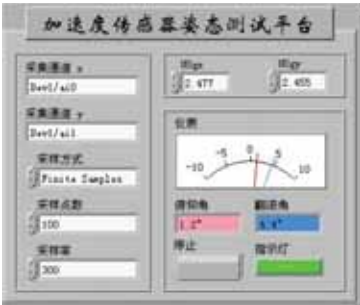 加速度传感器姿态测试平台
采集通道 x
Dev1/ai0
采集通道 y
Dev1/ai1
采样方式
Finite Samples
采样点数
100
采样率
300
2.477
2.455
仪表
-10 -5 0 5 10
俯仰角
翻滚角
1.2°
停止
指示灯